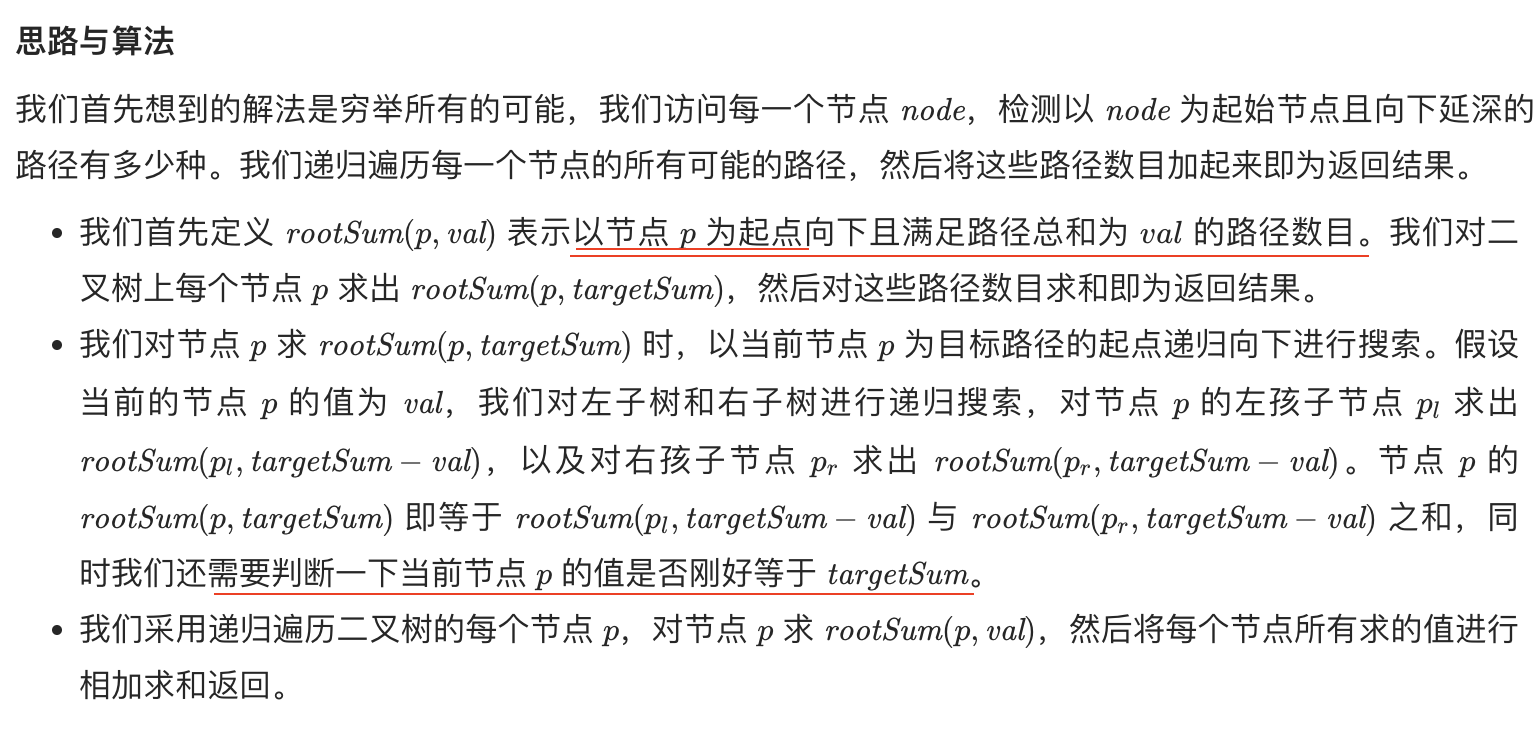 思路与算法
我们首先想到的解法是穷举所有的可能，我们访问每一个节点 node，检测以 node 为起始节点且向下延深的
路径有多少种。我们递归遍历每一个节点的所有可能的路径，然后将这些路径数目加起来即为返回结果。
• 我们首先定义 rootSum(p, val) 表示以节点 p 为起点向下且满足路径总和为 val 的路径数目。我们对二
叉树上每个节点 p 求出 rootSum(p, targetSum)，然后对这些路径数目求和即为返回结果。
• 我们对节点 p 求 rootSum(p, targetSum) 时，以当前节点 p 为目标路径的起点递归向下进行搜索。假设
当前的节点 p 的值为 val，我们对左子树和右子树进行递归搜索，对节点 p 的左孩子节点 pₗ 求出
rootSum(pₗ, targetSum − val)，以及对右孩子节点 pᵣ 求出 rootSum(pᵣ, targetSum − val)。节点 p 的
rootSum(p, targetSum) 即等于 rootSum(pₗ, targetSum − val) 与 rootSum(pᵣ, targetSum − val) 之和，同
时我们还需要判断一下当前节点 p 的值是否刚好等于 targetSum。
• 我们采用递归遍历二叉树的每个节点 p，对节点 p 求 rootSum(p, val)，然后将每个节点所有求的值进行
相加求和返回。